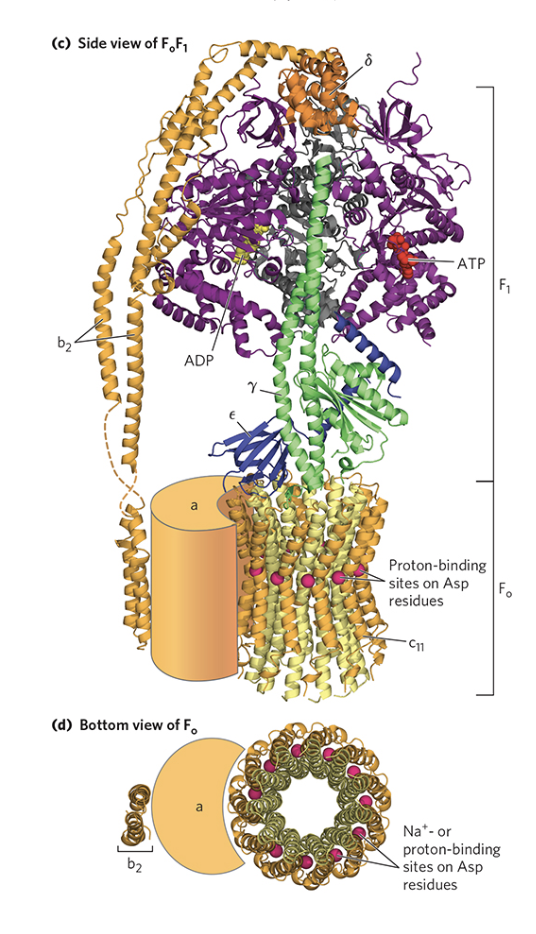 (c) Side view of FₒF₁
δ
ATP
F₁
b₂
ADP
γ
ϵ
a
Proton-binding
sites on Asp
residues
Fₒ
c₁₁
(d) Bottom view of Fₒ
a
b₂
Na⁺- or
proton-binding
sites on Asp
residues